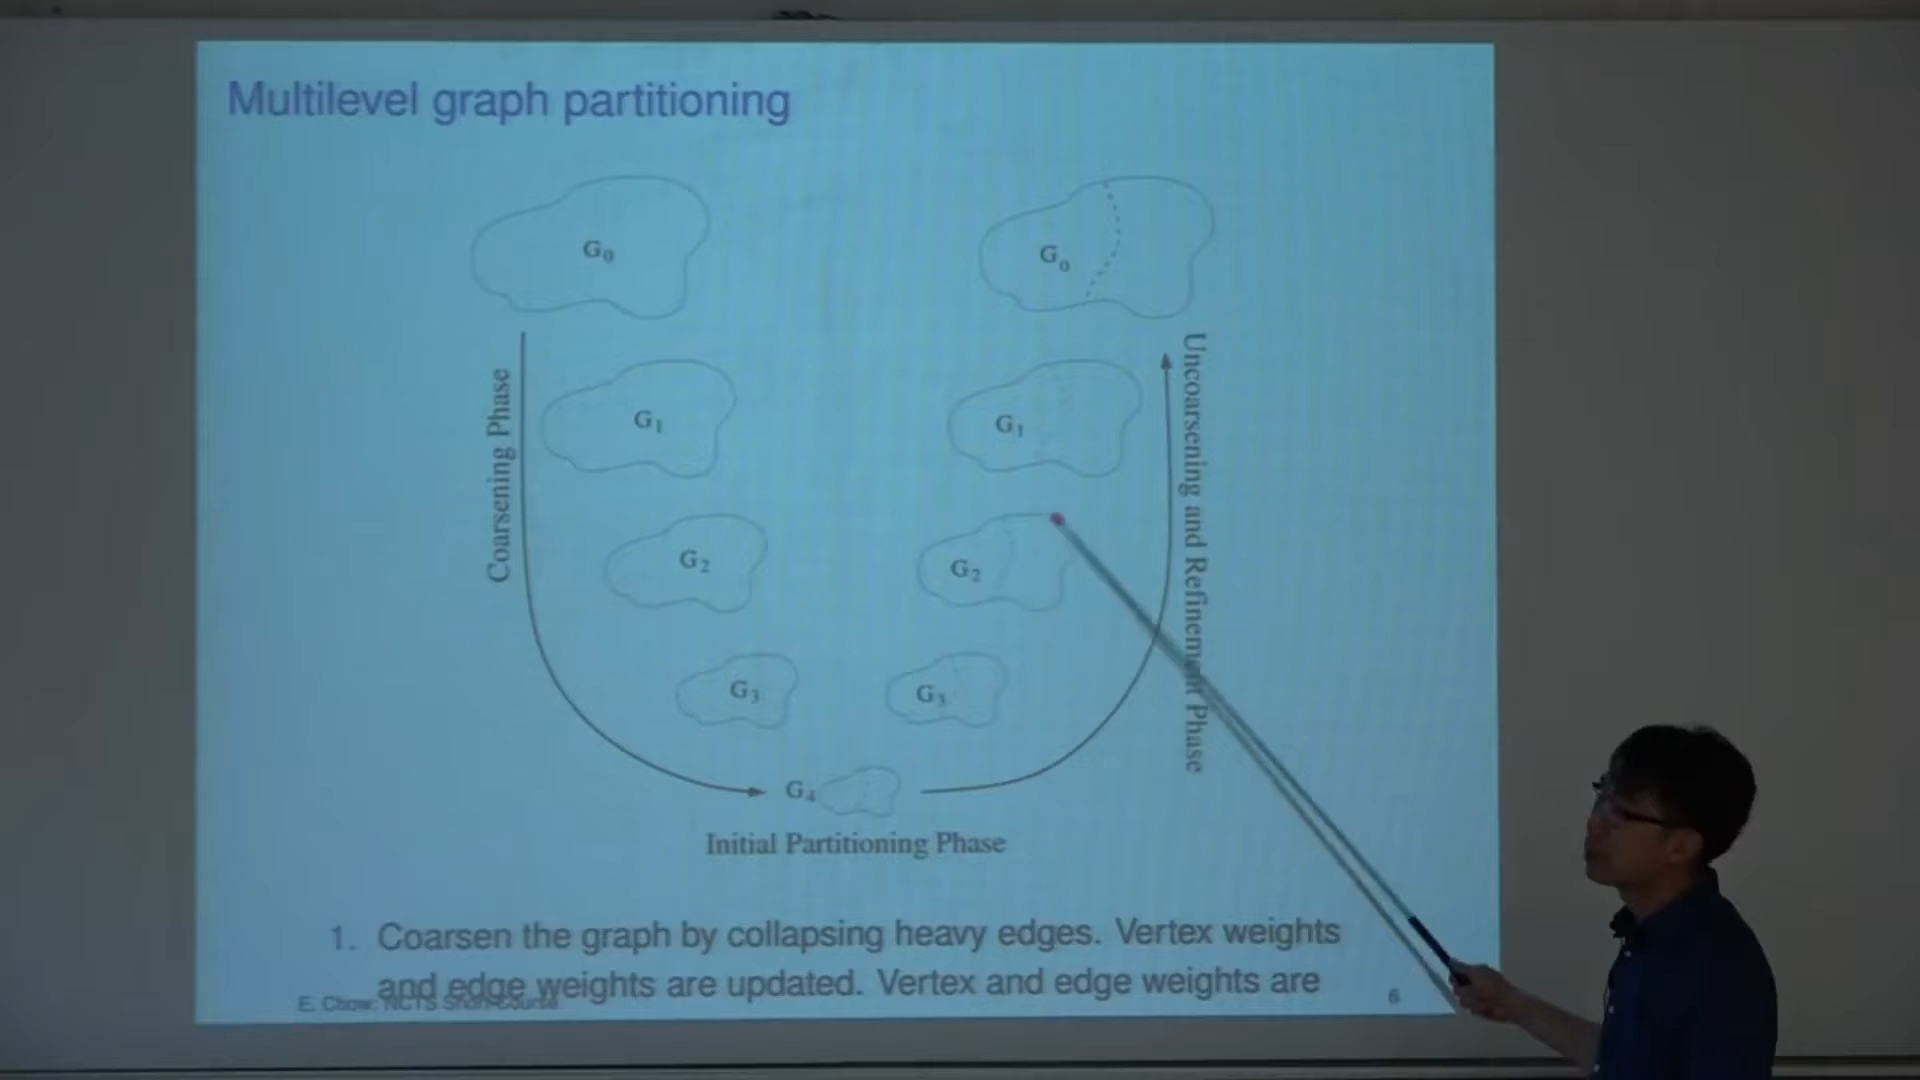 Multilevel graph partitioning
G₀
G₀
Coarsening Phase
Uncoarsening and Refinement Phase
G₁
G₁
G₂
G₂
G₃
G₃
G₄
Initial Partitioning Phase
1. Coarsen the graph by collapsing heavy edges. Vertex weights
and edge weights are updated. Vertex and edge weights are
E. Chow: NCTS Short Course
6